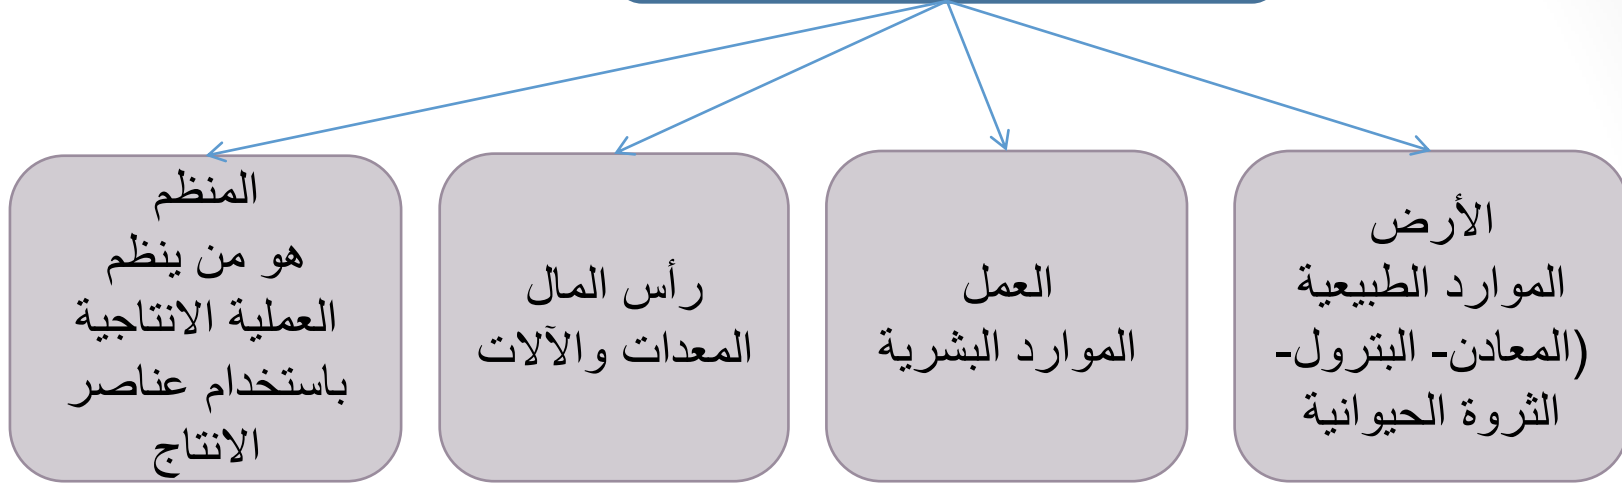 الأرض
الموارد الطبيعية
(المعادن- البترول-
الثروة الحيوانية
العمل
الموارد البشرية
رأس المال
المعدات والآلات
المنظم
هو من ينظم
العملية الانتاجية
باستخدام عناصر
الانتاج